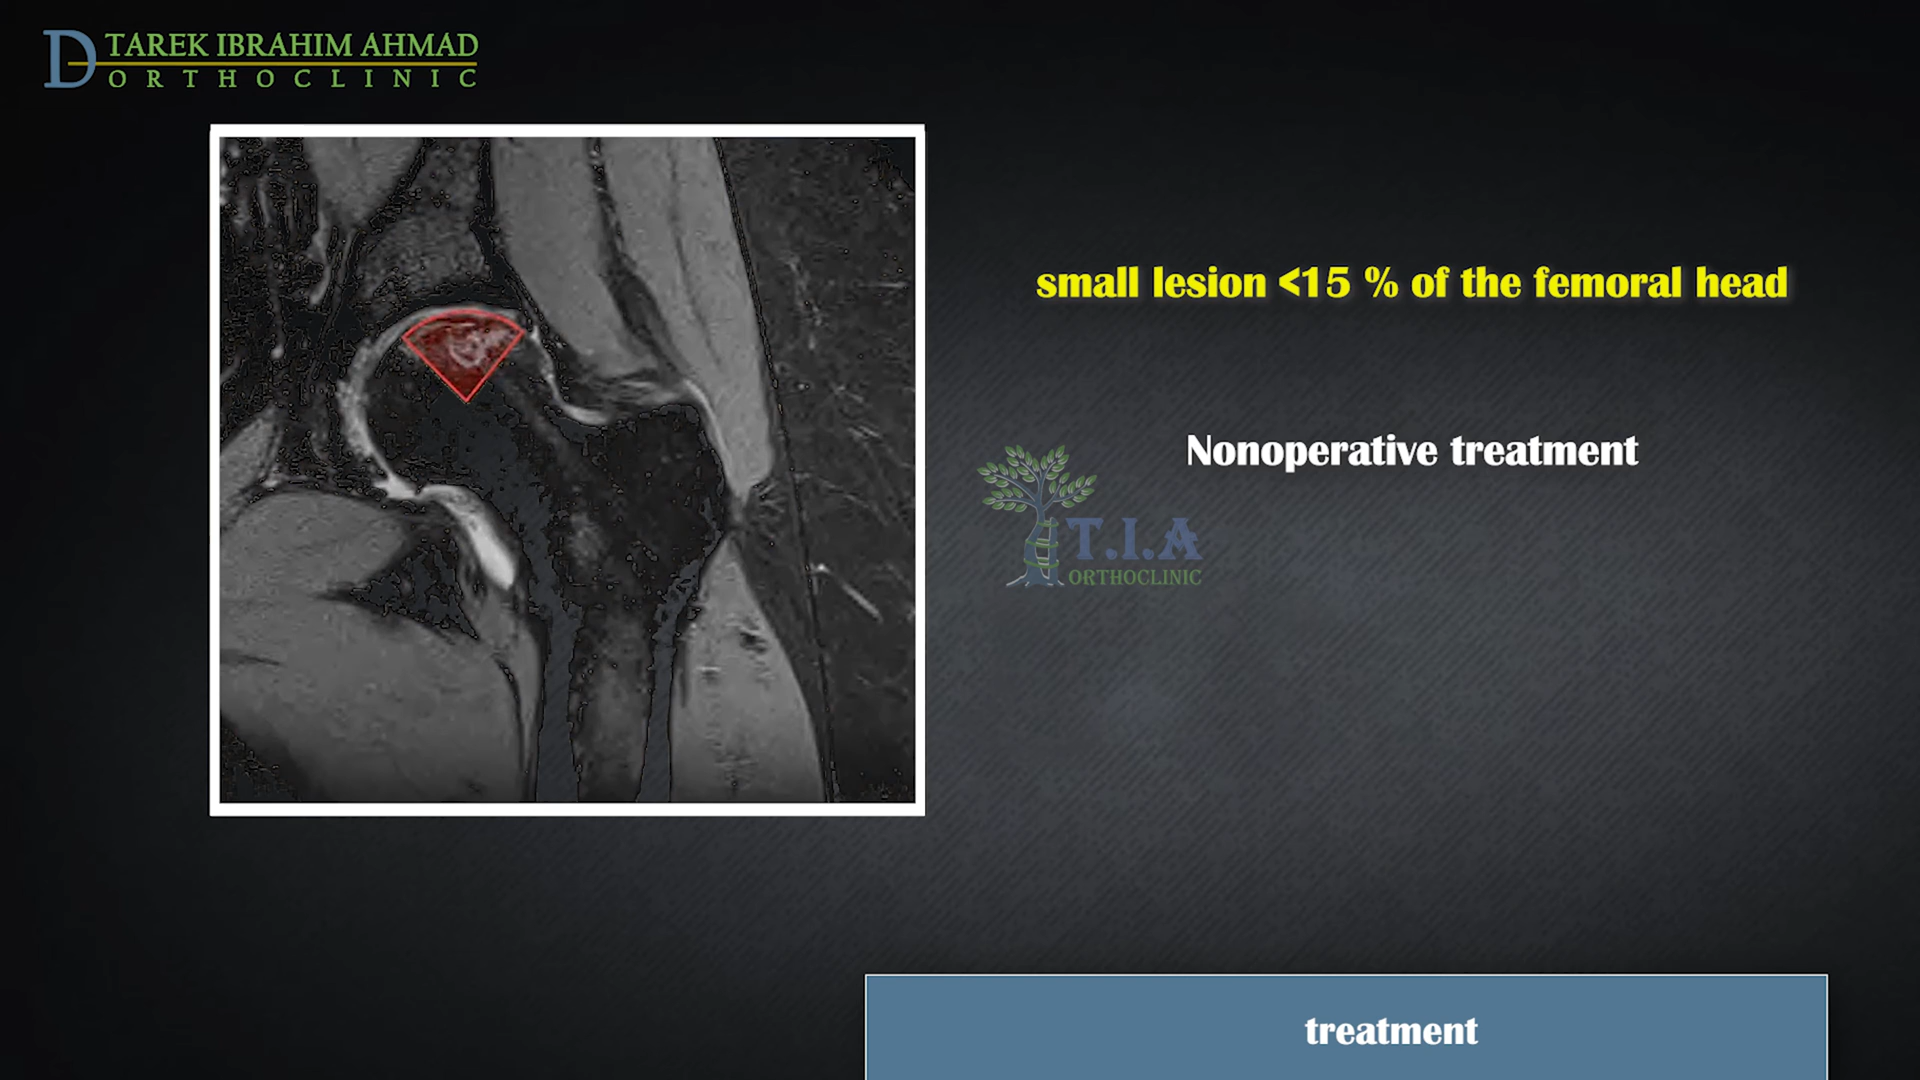 D TAREK IBRAHIM AHMAD
ORTHOCLINIC
small lesion <15 % of the femoral head
Nonoperative treatment
T.I.A
ORTHOCLINIC
treatment